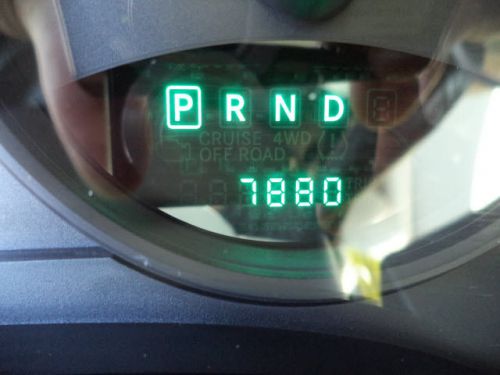 P R N D
CRUISE 4WD
OFF ROAD
7880